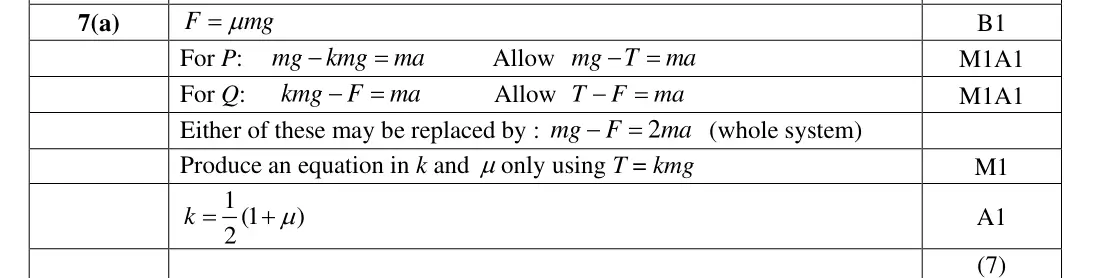 7(a) F = μmg B1
For P: mg − kmg = ma Allow mg − T = ma M1A1
For Q: kmg − F = ma Allow T − F = ma M1A1
Either of these may be replaced by : mg − F = 2ma (whole system)
Produce an equation in k and μ only using T = kmg M1
k = 1/2 (1 + μ) A1
(7)